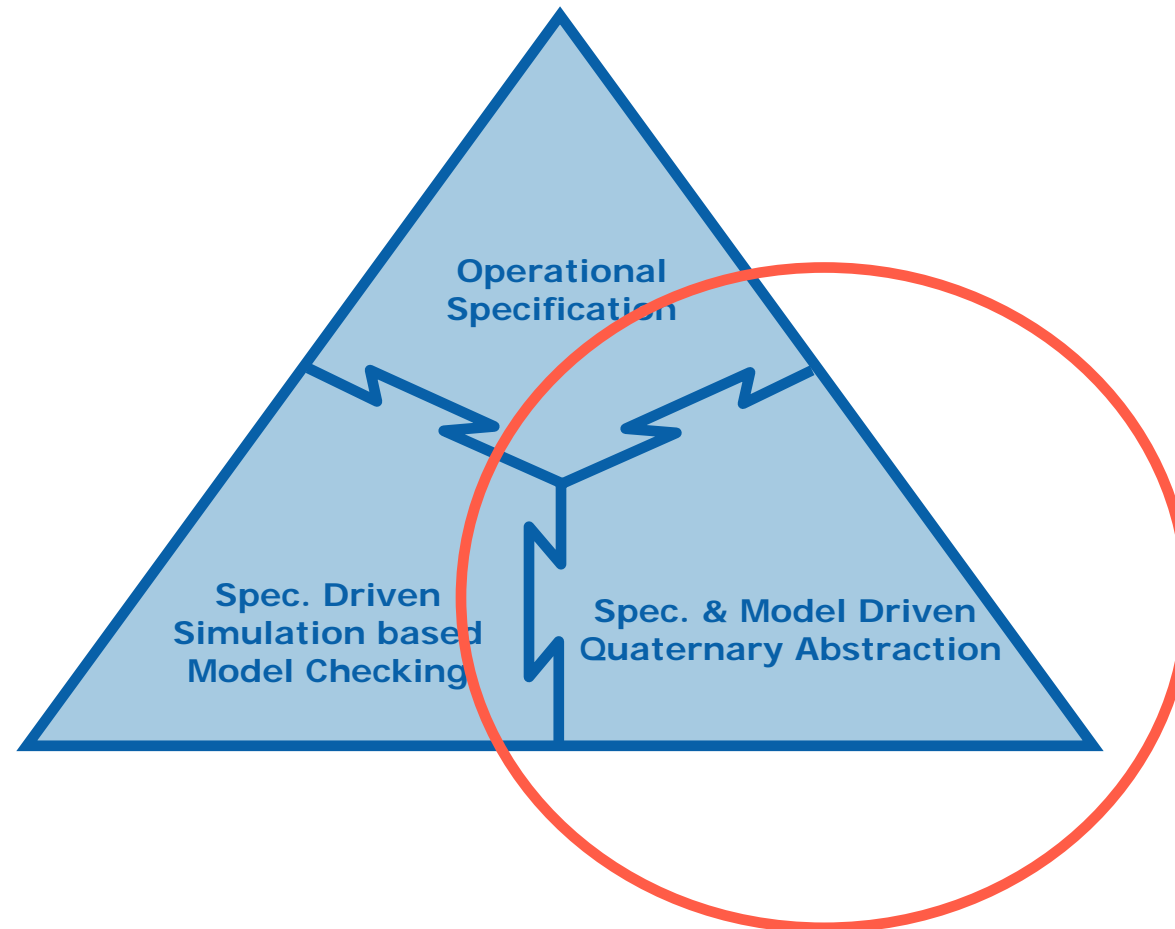 Operational
Specification
Spec. Driven
Simulation based
Model Checking
Spec. & Model Driven
Quaternary Abstraction